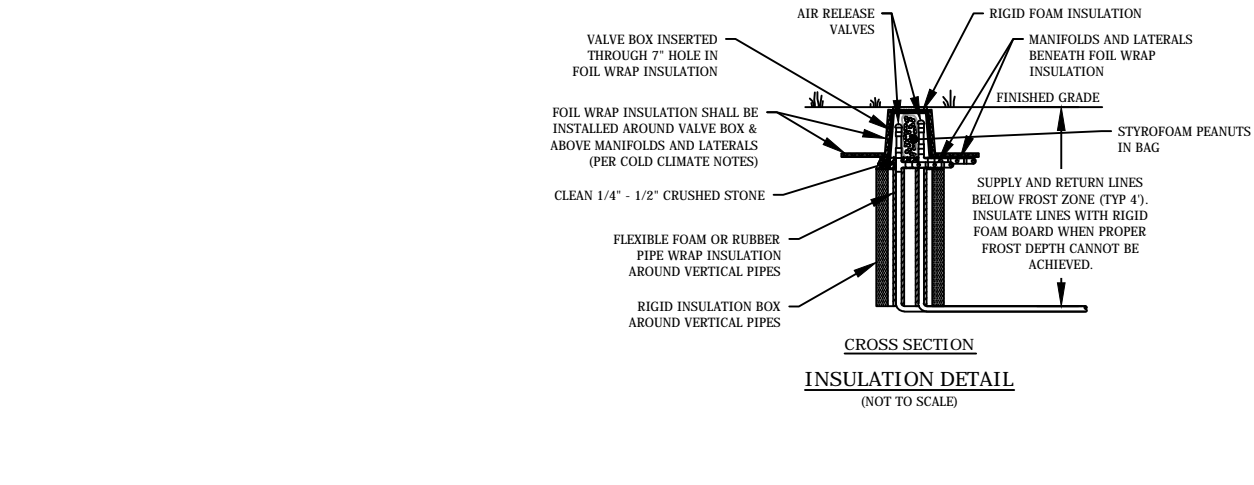 AIR RELEASE
VALVES
RIGID FOAM INSULATION
VALVE BOX INSERTED
THROUGH 7" HOLE IN
FOIL WRAP INSULATION
MANIFOLDS AND LATERALS
BENEATH FOIL WRAP
INSULATION
FINISHED GRADE
FOIL WRAP INSULATION SHALL BE
INSTALLED AROUND VALVE BOX &
ABOVE MANIFOLDS AND LATERALS
(PER COLD CLIMATE NOTES)
STYROFOAM PEANUTS
IN BAG
CLEAN 1/4" - 1/2" CRUSHED STONE
SUPPLY AND RETURN LINES
BELOW FROST ZONE (TYP 4').
INSULATE LINES WITH RIGID
FOAM BOARD WHEN PROPER
FROST DEPTH CANNOT BE
ACHIEVED.
FLEXIBLE FOAM OR RUBBER
PIPE WRAP INSULATION
AROUND VERTICAL PIPES
RIGID INSULATION BOX
AROUND VERTICAL PIPES
CROSS SECTION
INSULATION DETAIL
(NOT TO SCALE)